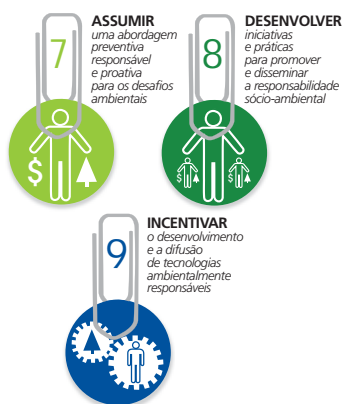 7
ASSUMIR
uma abordagem
preventiva
responsável
e proativa
para os desafios
ambientais
$
8
DESENVOLVER
iniciativas
e práticas
para promover
e disseminar
a responsabilidade
sócio-ambiental
$
$
9
INCENTIVAR
o desenvolvimento
e a difusão
de tecnologias
ambientalmente
responsáveis